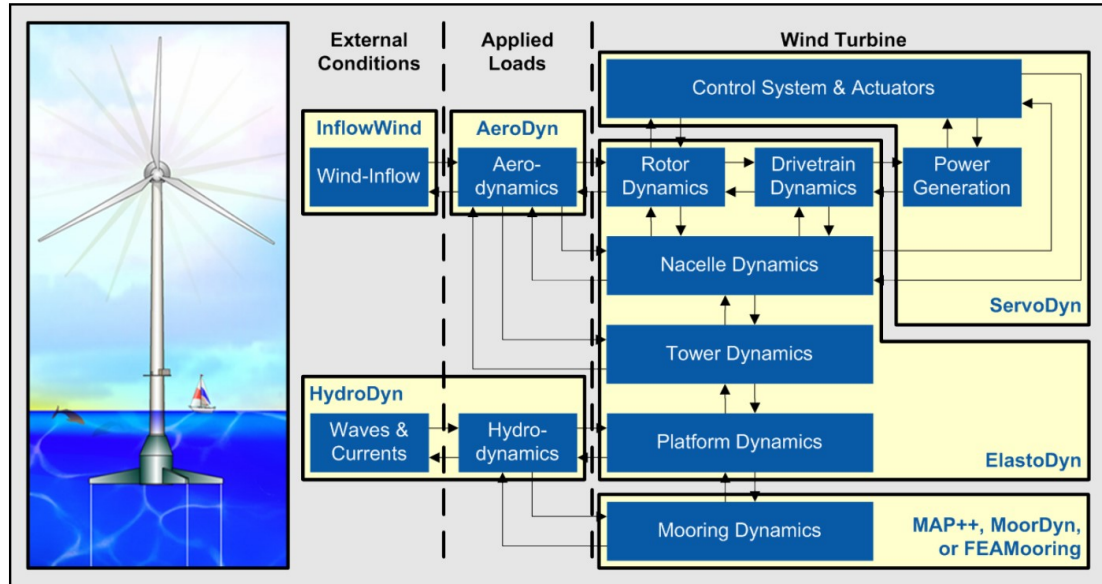 External
Conditions
Applied
Loads
Wind Turbine
Control System & Actuators
InflowWind
AeroDyn
Wind-Inflow
Aero-
dynamics
Rotor
Dynamics
Drivetrain
Dynamics
Power
Generation
Nacelle Dynamics
ServoDyn
Tower Dynamics
HydroDyn
Waves &
Currents
Hydro-
dynamics
Platform Dynamics
ElastoDyn
Mooring Dynamics
MAP++, MoorDyn,
or FEAMooring